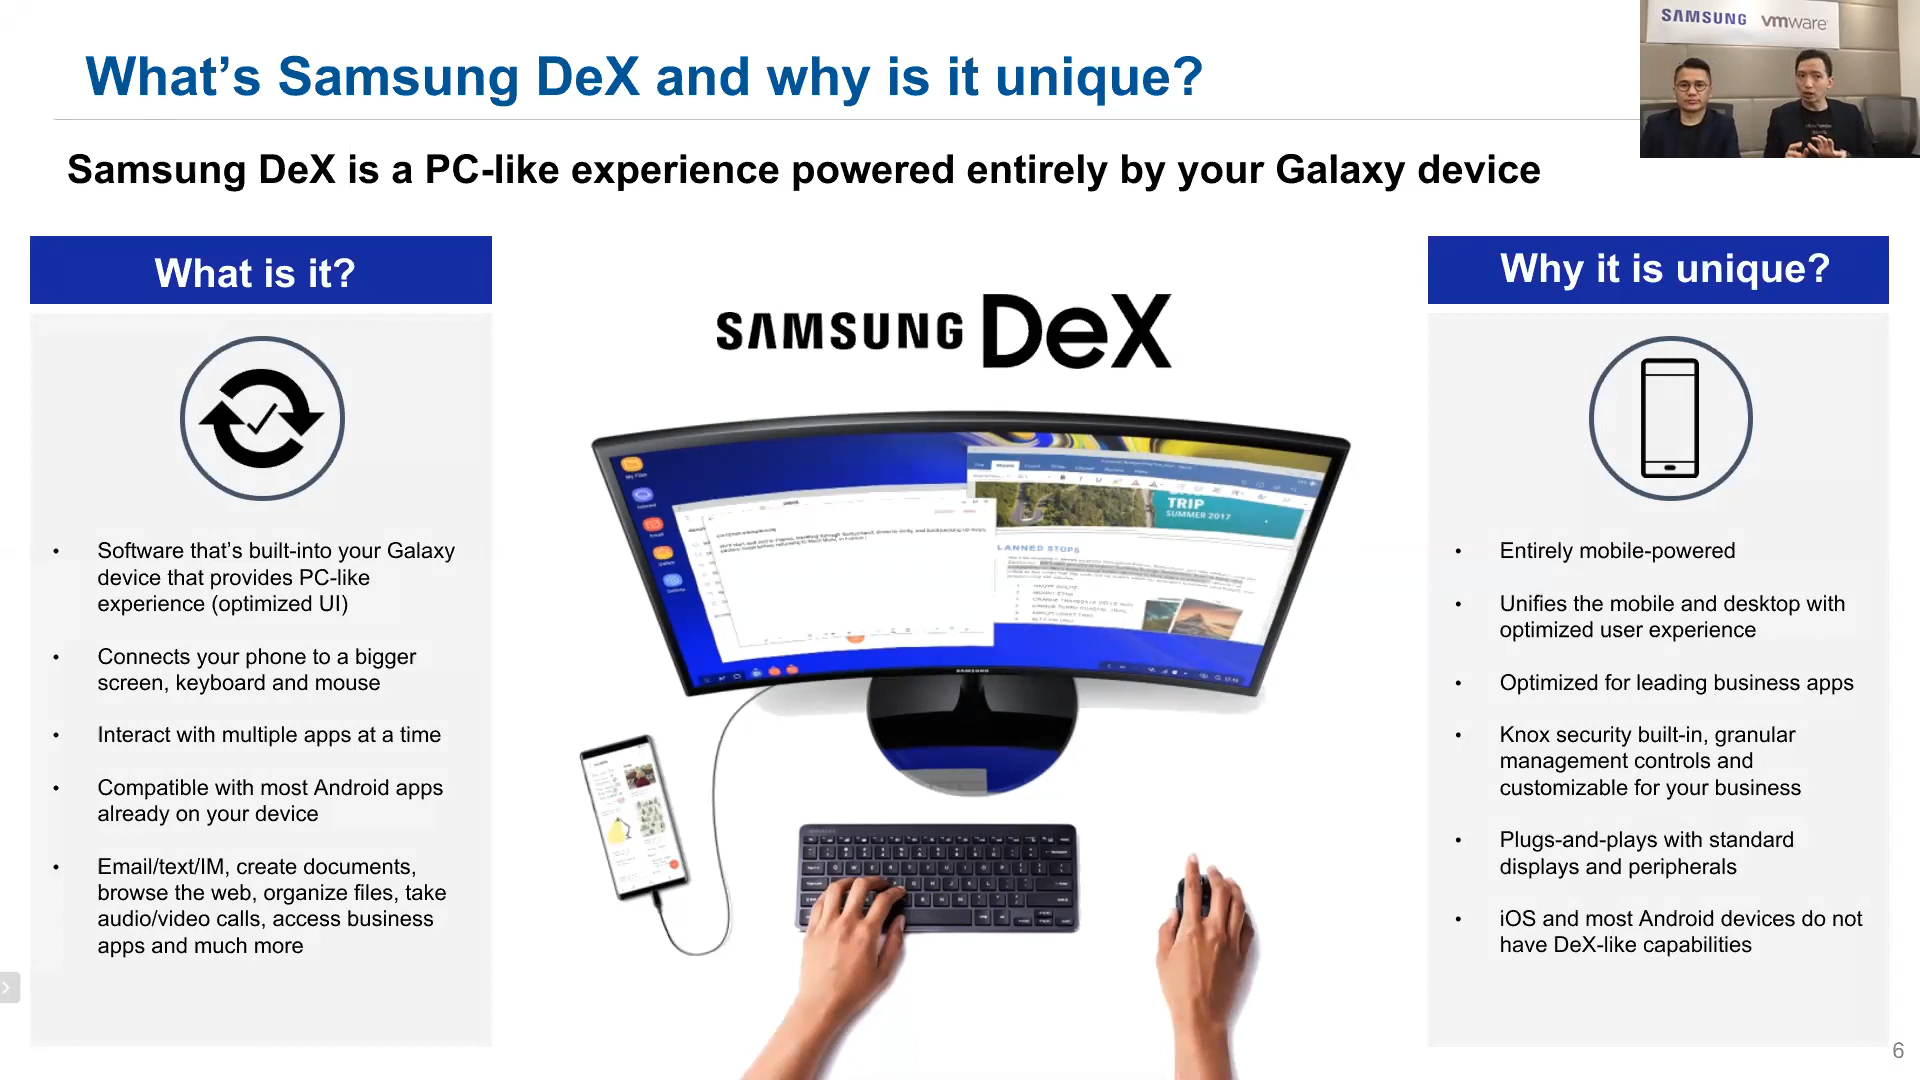 What's Samsung DeX and why is it unique?
SAMSUNG vmware
Samsung DeX is a PC-like experience powered entirely by your Galaxy device
What is it?
• Software that's built-into your Galaxy
device that provides PC-like
experience (optimized UI)
• Connects your phone to a bigger
screen, keyboard and mouse
• Interact with multiple apps at a time
• Compatible with most Android apps
already on your device
• Email/text/IM, create documents,
browse the web, organize files, take
audio/video calls, access business
apps and much more
SAMSUNG DeX
TRIP
SUMMER 2017
LANNED STOPS
SAMSUNG
Why it is unique?
• Entirely mobile-powered
• Unifies the mobile and desktop with
optimized user experience
• Optimized for leading business apps
• Knox security built-in, granular
management controls and
customizable for your business
• Plugs-and-plays with standard
displays and peripherals
• iOS and most Android devices do not
have DeX-like capabilities
6